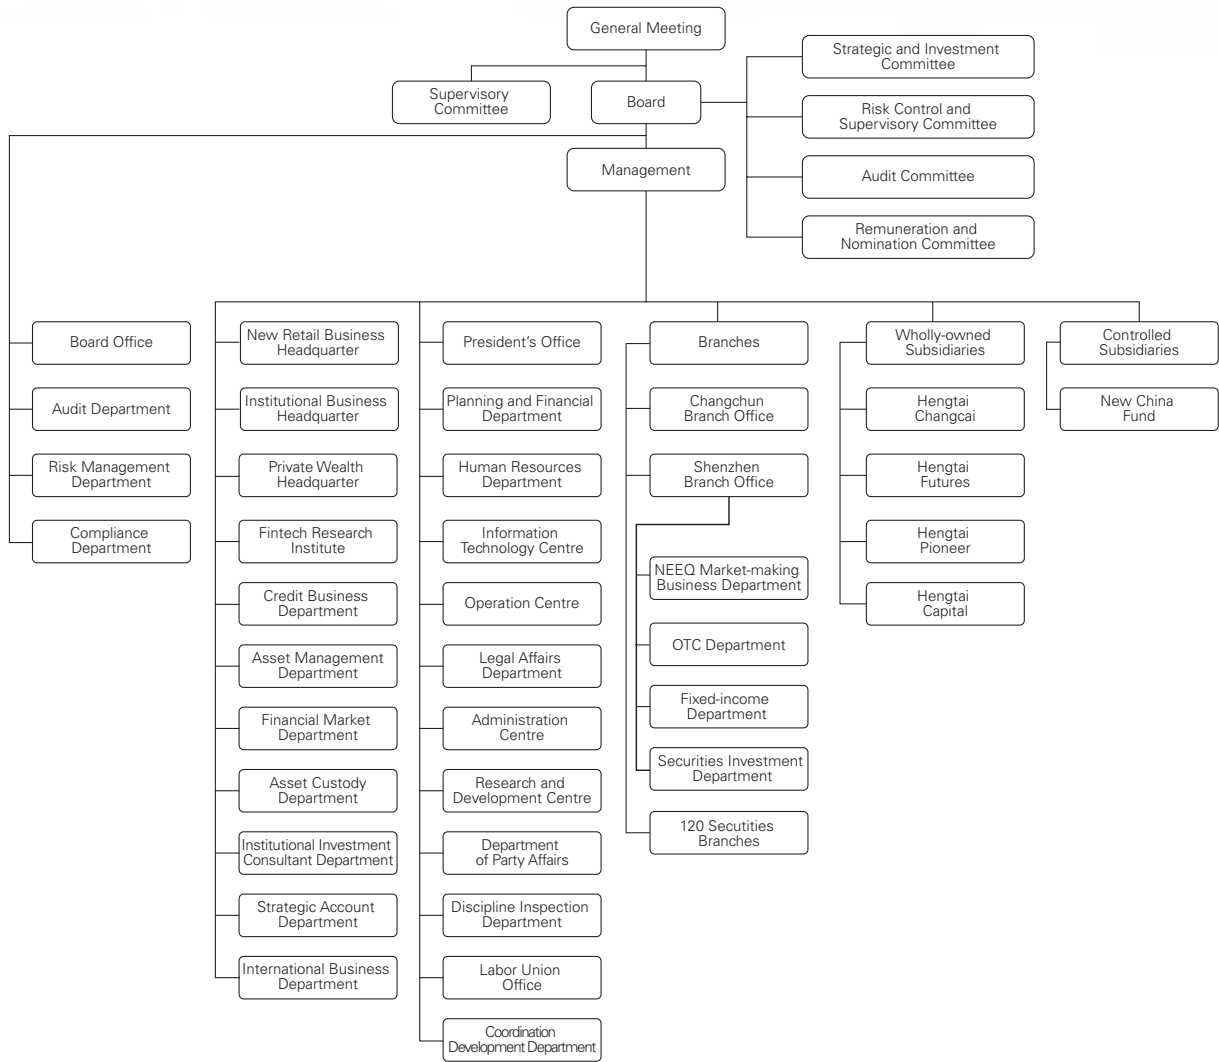 General Meeting
Strategic and Investment
Committee
Supervisory
Committee
Board
Risk Control and
Supervisory Committee
Management
Audit Committee
Remuneration and
Nomination Committee
Board Office
Audit Department
Risk Management
Department
Compliance
Department
New Retail Business
Headquarter
Institutional Business
Headquarter
Private Wealth
Headquarter
Fintech Research
Institute
Credit Business
Department
Asset Management
Department
Financial Market
Department
Asset Custody
Department
Institutional Investment
Consultant Department
Strategic Account
Department
International Business
Department
President's Office
Planning and Financial
Department
Human Resources
Department
Information
Technology Centre
Operation Centre
Legal Affairs
Department
Administration
Centre
Research and
Development Centre
Department
of Party Affairs
Discipline Inspection
Department
Labor Union
Office
Coordination
Development Department
Branches
Changchun
Branch Office
Shenzhen
Branch Office
NEEQ Market-making
Business Department
OTC Department
Fixed-income
Department
Securities Investment
Department
120 Secutities
Branches
Wholly-owned
Subsidiaries
Hengtai
Changcai
Hengtai
Futures
Hengtai
Pioneer
Hengtai
Capital
Controlled
Subsidiaries
New China
Fund